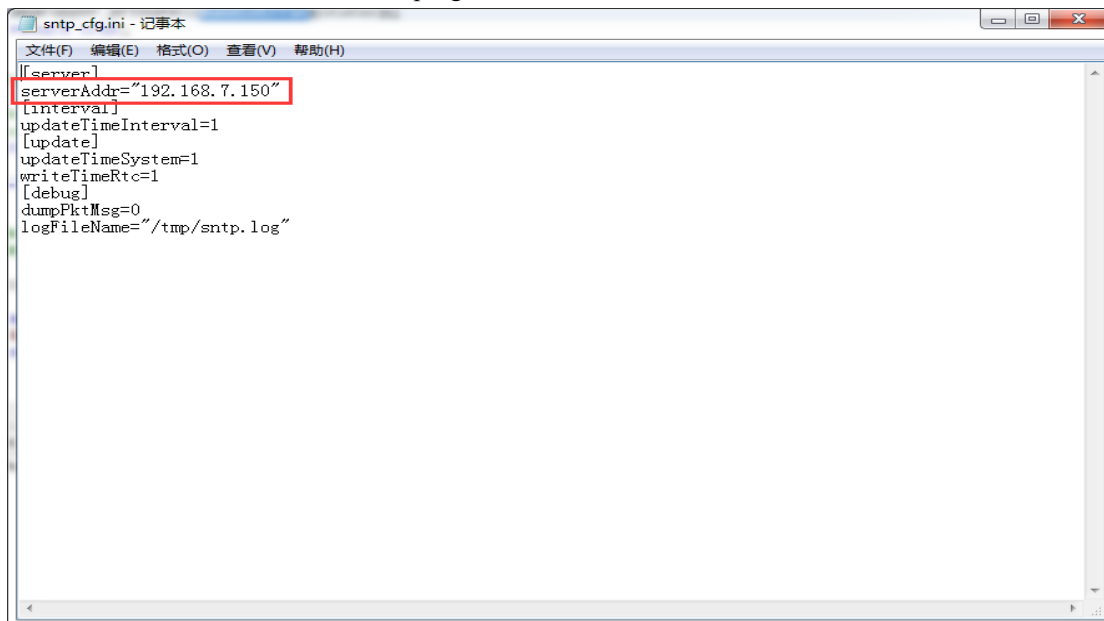 sntp_cfg.ini - 记事本
文件(F) 编辑(E) 格式(O) 查看(V) 帮助(H)
[server]
serverAddr="192.168.7.150"
[interval]
updateTimeInterval=1
[update]
updateTimeSystem=1
writeTimeRtc=1
[debug]
dumpPktMsg=0
logFileName="/tmp/sntp.log"